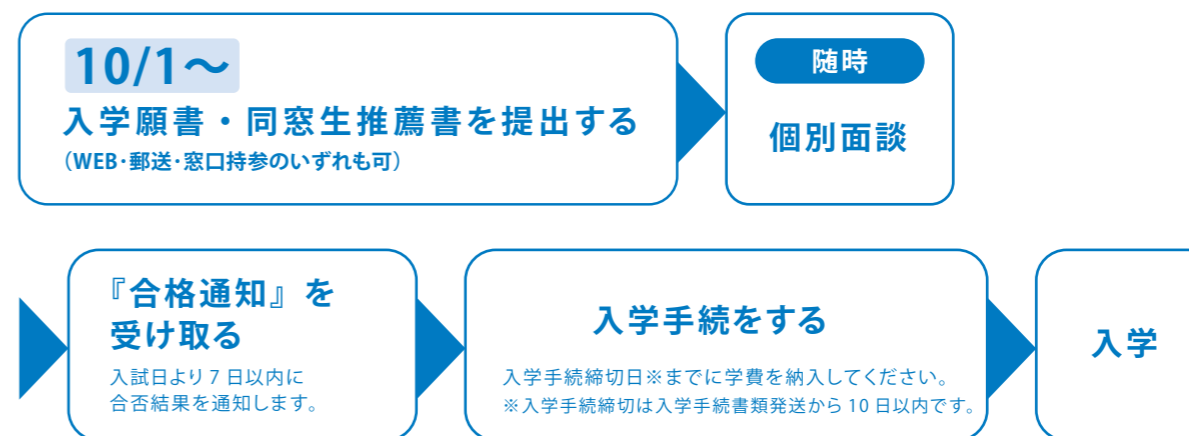 10/1～
入学願書・同窓生推薦書を提出する
（WEB･郵送･窓口持参のいずれも可）
随時
個別面談
『合格通知』を
受け取る
入試日より 7 日以内に
合否結果を通知します。
入学手続をする
入学手続締切日※までに学費を納入してください。
※入学手続締切は入学手続書類発送から 10 日以内です。
入学